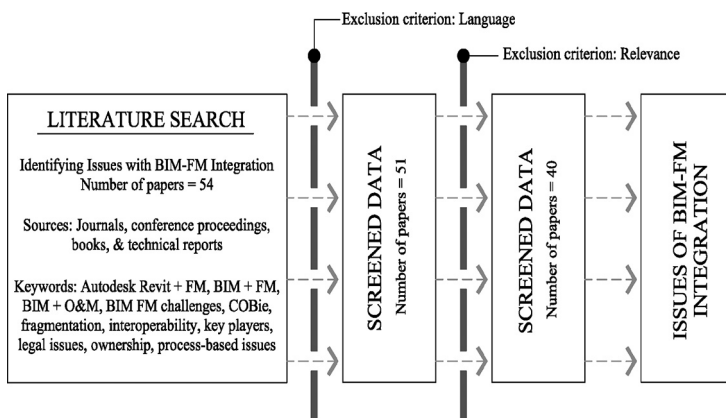 Exclusion criterion: Language
Exclusion criterion: Relevance
LITERATURE SEARCH
Identifying Issues with BIM-FM Integration
Number of papers = 54
Sources: Journals, conference proceedings,
books, & technical reports
Keywords: Autodesk Revit + FM, BIM + FM,
BIM + O&M, BIM FM challenges, COBie,
fragmentation, interoperability, key players,
legal issues, ownership, process-based issues
SCREENED DATA
Number of papers = 51
SCREENED DATA
Number of papers = 40
ISSUES OF BIM-FM
INTEGRATION